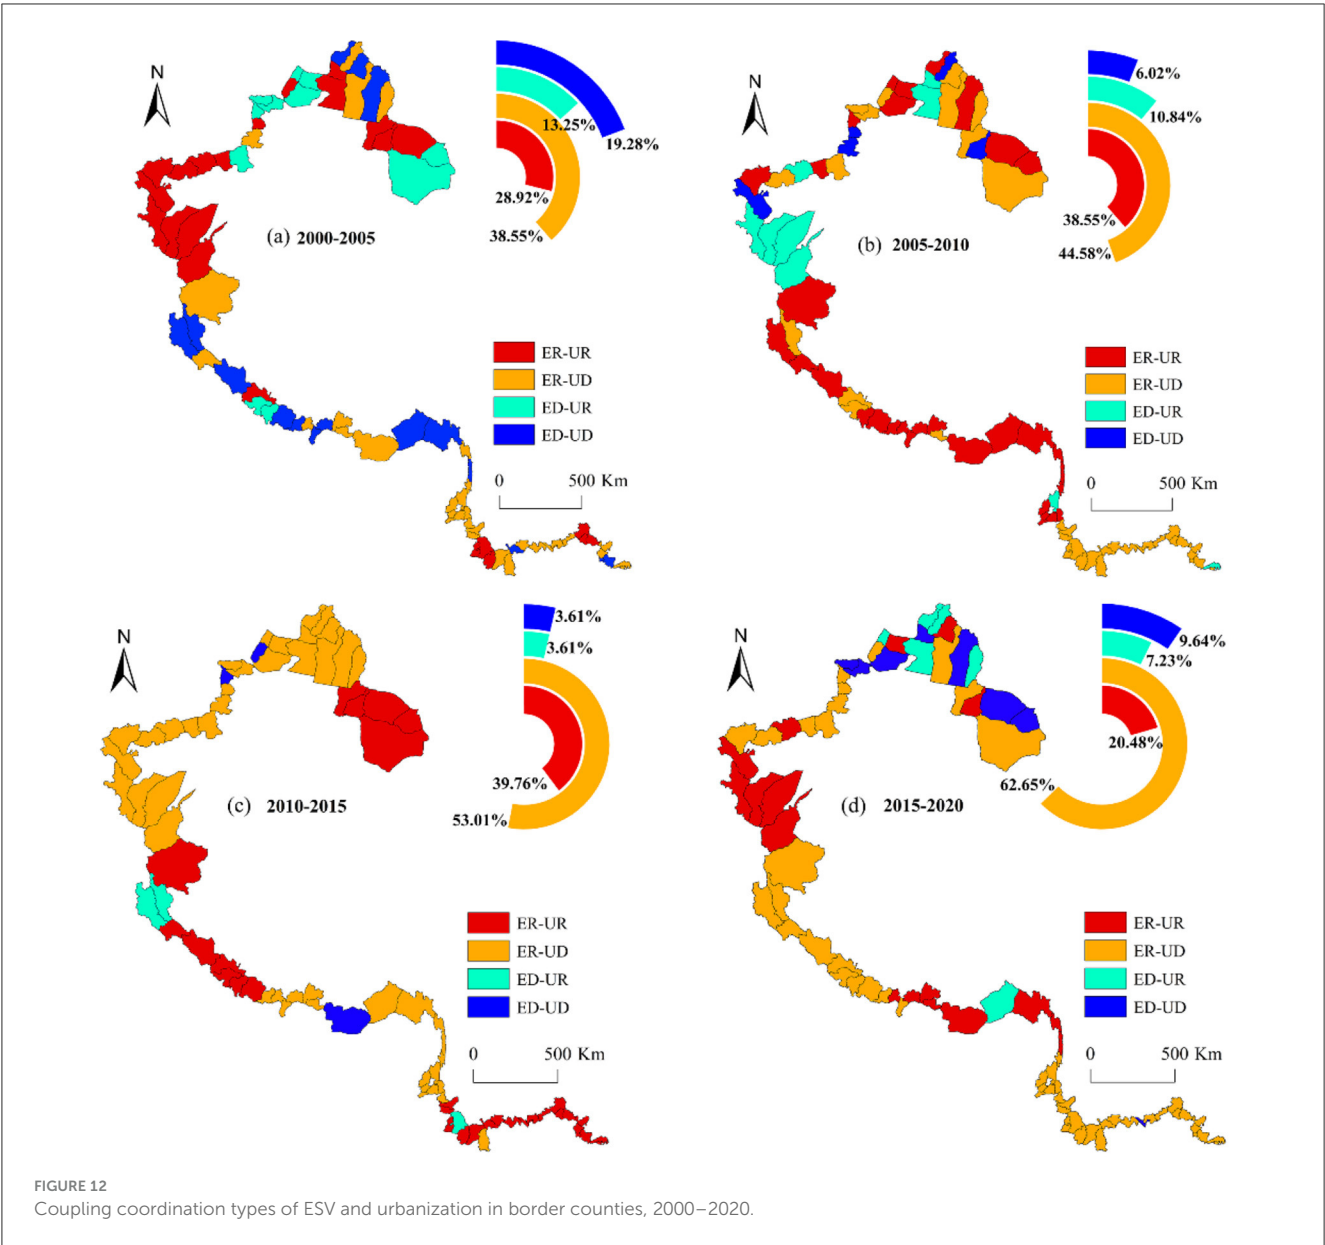 N
13.25%
19.28%
28.92%
38.55%
(a) 2000-2005
ER-UR
ER-UD
ED-UR
ED-UD
0 500 Km
N
6.02%
10.84%
38.55%
44.58%
(b) 2005-2010
ER-UR
ER-UD
ED-UR
ED-UD
0 500 Km
N
3.61%
3.61%
39.76%
53.01%
(c) 2010-2015
ER-UR
ER-UD
ED-UR
ED-UD
0 500 Km
N
9.64%
7.23%
20.48%
62.65%
(d) 2015-2020
ER-UR
ER-UD
ED-UR
ED-UD
0 500 Km
FIGURE 12
Coupling coordination types of ESV and urbanization in border counties, 2000–2020.